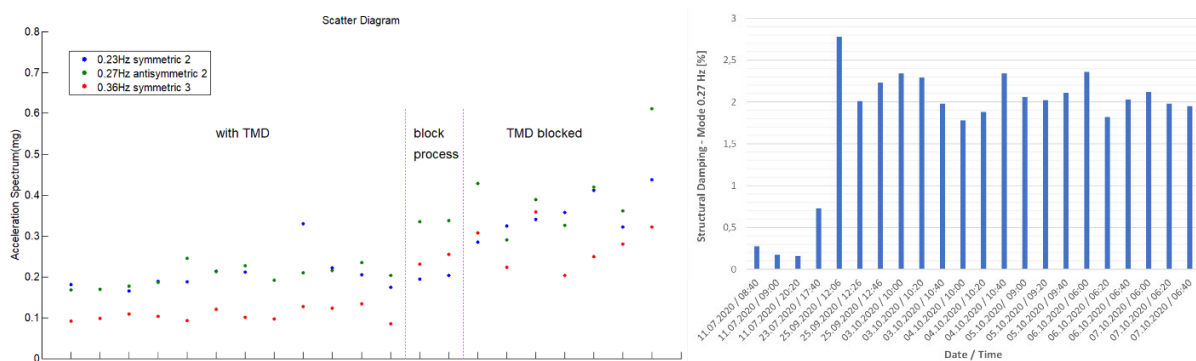 Scatter Diagram
0.8
0.7
0.6
0.5
0.4
0.3
0.2
0.1
0
Acceleration Spectrum(mg)
0.23Hz symmetric 2
0.27Hz antisymmetric 2
0.36Hz symmetric 3
with TMD
block
process
TMD blocked
Structural Damping - Mode 0.27 Hz [%]
3
2,5
2
1,5
1
0,5
0
11.07.2020 / 08:40
11.07.2020 / 09:00
11.07.2020 / 10:20
23.07.2020 / 17:40
25.09.2020 / 12:06
25.09.2020 / 12:26
25.09.2020 / 12:46
03.10.2020 / 10:00
03.10.2020 / 10:20
03.10.2020 / 10:40
04.10.2020 / 10:00
04.10.2020 / 10:20
04.10.2020 / 10:40
05.10.2020 / 09:00
05.10.2020 / 09:20
05.10.2020 / 09:40
06.10.2020 / 06:00
06.10.2020 / 06:20
06.10.2020 / 06:40
07.10.2020 / 06:00
07.10.2020 / 06:20
07.10.2020 / 06:40
Date / Time